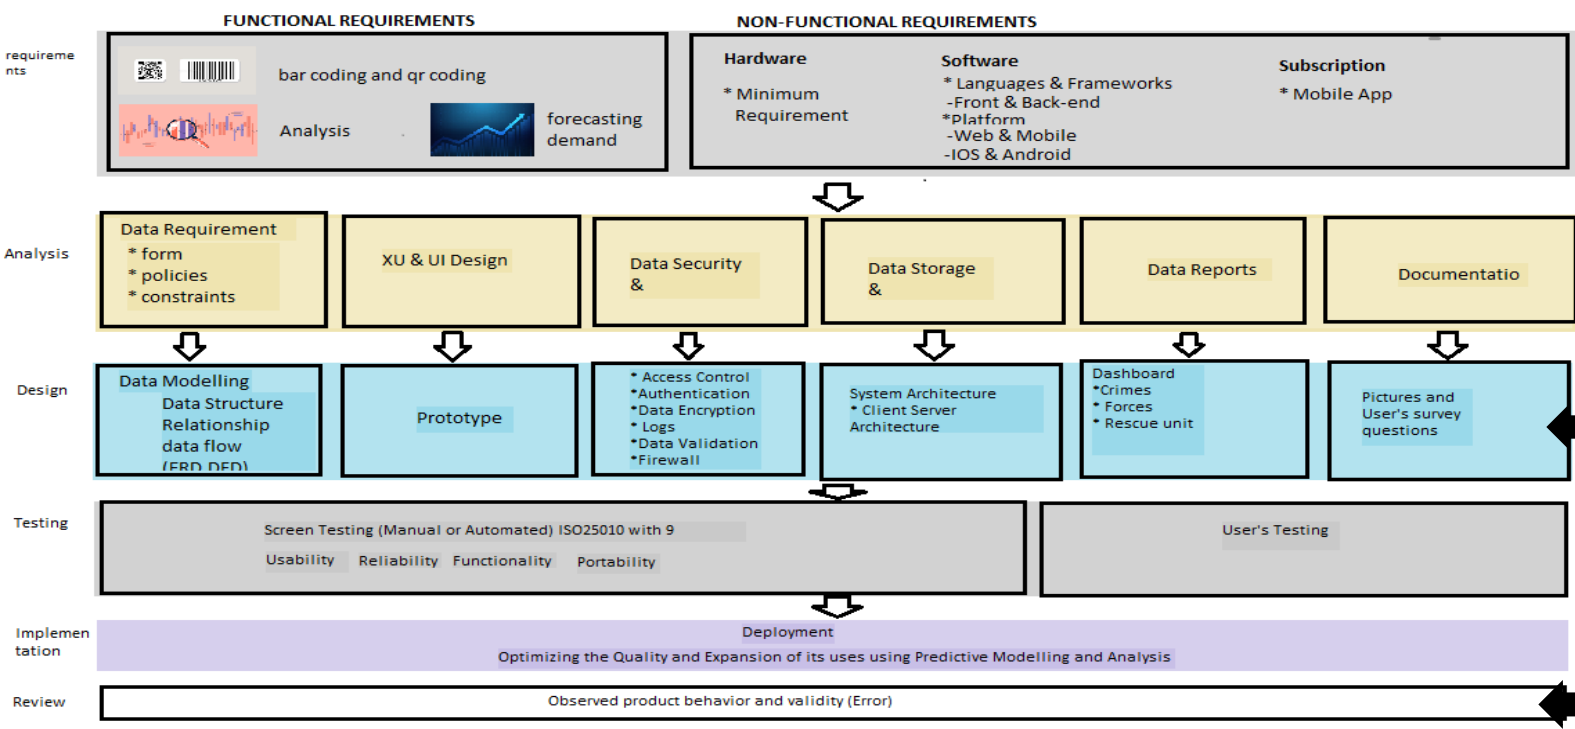 FUNCTIONAL REQUIREMENTS
NON-FUNCTIONAL REQUIREMENTS
requireme
nts
bar coding and qr coding
Analysis
forecasting
demand
Hardware
* Minimum
Requirement
Software
* Languages & Frameworks
-Front & Back-end
*Platform
-Web & Mobile
-IOS & Android
Subscription
* Mobile App
Analysis
Data Requirement
* form
* policies
* constraints
XU & UI Design
Data Security
&
Data Storage
&
Data Reports
Documentatio
Design
Data Modelling
Data Structure
Relationship
data flow
(ERD DFD)
Prototype
* Access Control
*Authentication
*Data Encryption
* Logs
*Data Validation
*Firewall
System Architecture
* Client Server
Architecture
Dashboard
*Crimes
* Forces
* Rescue unit
Pictures and
User's survey
questions
Testing
Screen Testing (Manual or Automated) ISO25010 with 9
Usability Reliability Functionality Portability
User's Testing
Implemen
tation
Deployment
Optimizing the Quality and Expansion of its uses using Predictive Modelling and Analysis
Review
Observed product behavior and validity (Error)